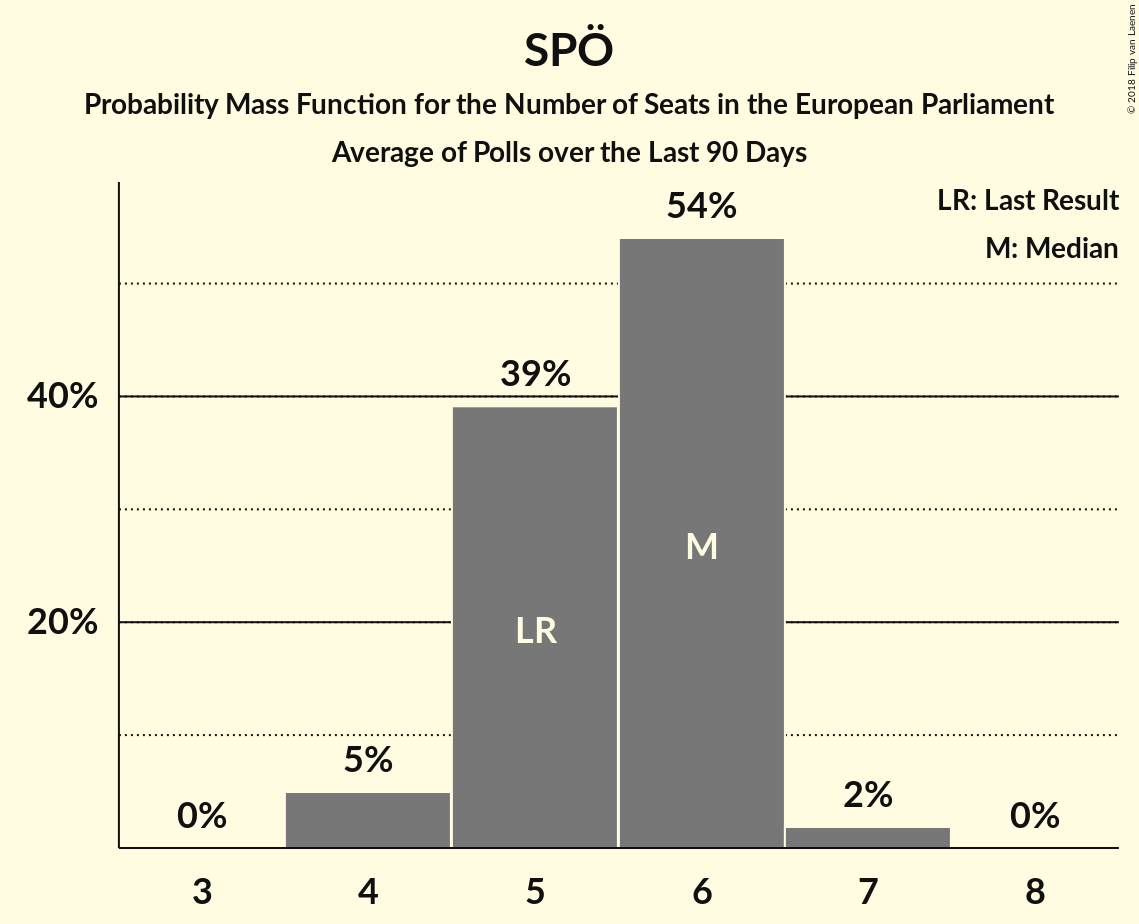 SPÖ
Probability Mass Function for the Number of Seats in the European Parliament
Average of Polls over the Last 90 Days
© 2018 Filip van Laenen
LR: Last Result
M: Median
54%
39%
40%
M
20%
LR
5%
2%
0%
0%
3 4 5 6 7 8